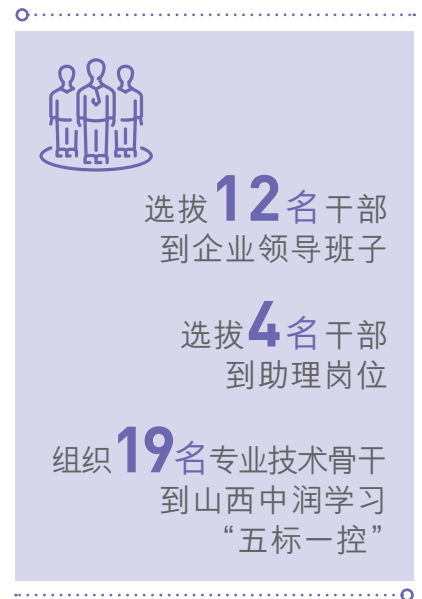 选拔12名干部
到企业领导班子
选拔4名干部
到助理岗位
组织19名专业技术骨干
到山西中润学习
“五标一控”